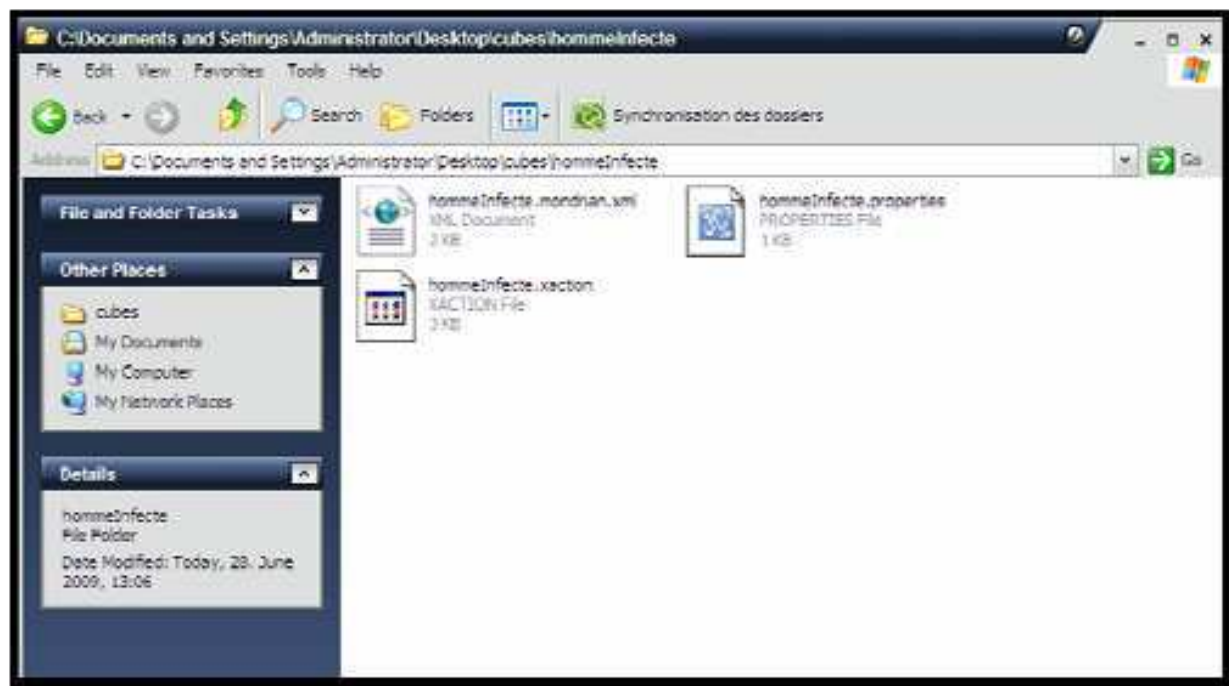 C:\Documents and Settings\Administrator\Desktop\cubes\hommeInfecte
File Edit View Favorites Tools Help
Back Search Folders Synchronisation des dossiers
Address C:\Documents and Settings\Administrator\Desktop\cubes\hommeInfecte Go
File and Folder Tasks
Other Places
cubes
My Documents
My Computer
My Network Places
Details
hommeInfecte
File Folder
Date Modified: Today, 28. June
2009, 13:06
hommeInfecte.mondrian.xml
XML Document
2 KB
hommeInfecte.properties
PROPERTIES File
1 KB
hommeInfecte.xaction
XACTION File
3 KB